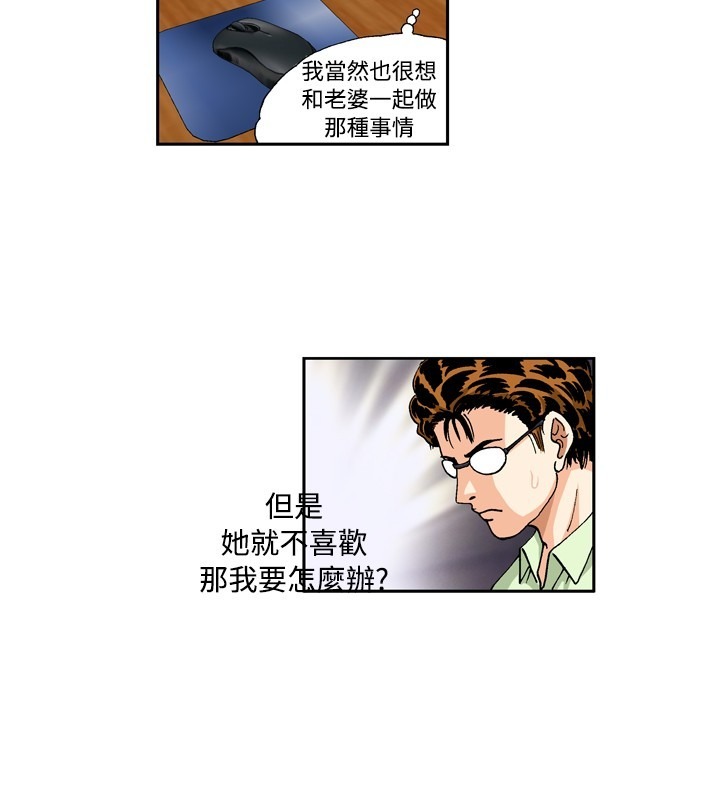 我當然也很想
和老婆一起做
那種事情
但是
她就不喜歡
那我要怎麼辦?